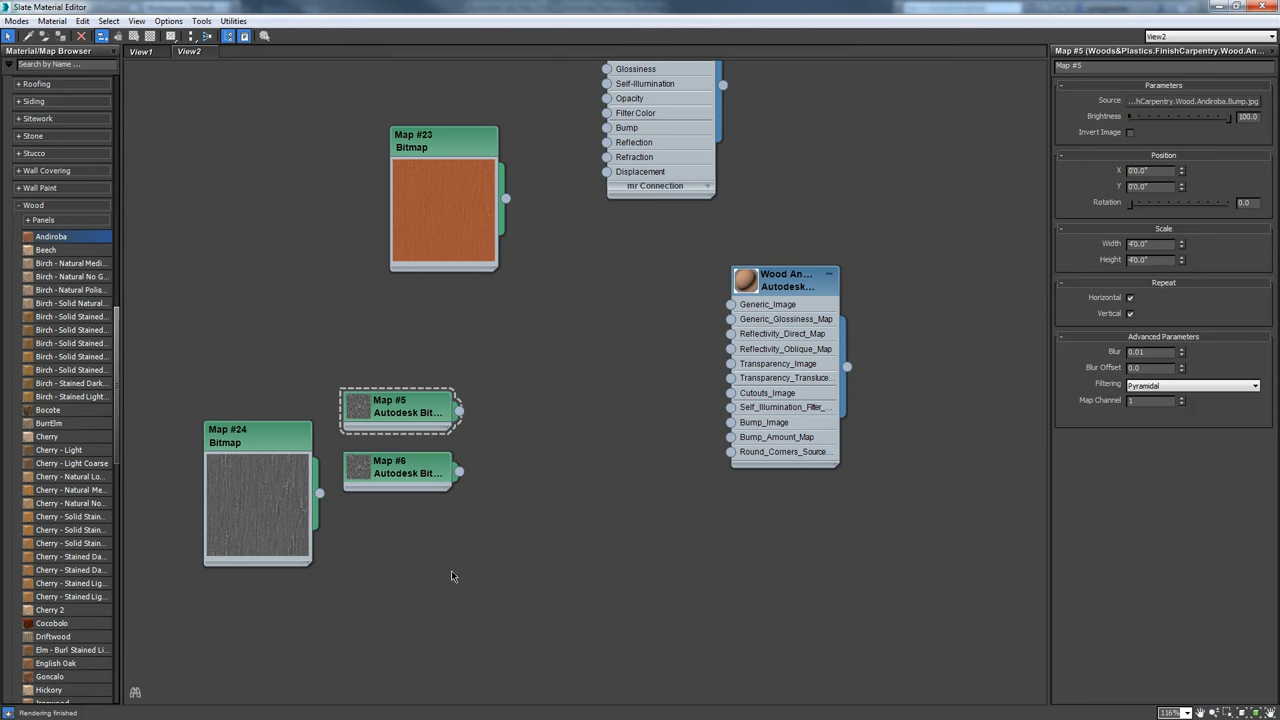 Slate Material Editor
Modes Material Edit Select View Options Tools Utilities
View2
Material/Map Browser
Search by Name ...
+ Roofing
+ Siding
+ Sitework
+ Stone
+ Stucco
+ Wall Covering
+ Wall Paint
- Wood
+ Panels
Andiroba
Beech
Birch - Natural Medi...
Birch - Natural No G...
Birch - Natural Polis...
Birch - Solid Natural...
Birch - Solid Stained...
Birch - Solid Stained...
Birch - Solid Stained...
Birch - Solid Stained...
Birch - Solid Stained...
Birch - Stained Dark...
Birch - Stained Light...
Bocote
BurrElm
Cherry
Cherry - Light
Cherry - Light Coarse
Cherry - Natural Lo...
Cherry - Natural Me...
Cherry - Natural No...
Cherry - Solid Stain...
Cherry - Solid Stain...
Cherry - Solid Stain...
Cherry - Stained Da...
Cherry - Stained Da...
Cherry - Stained Lig...
Cherry - Stained Lig...
Cherry 2
Cocobolo
Driftwood
Elm - Burl Stained Li...
English Oak
Goncalo
Hickory
View1 View2
Glossiness
Self-Illumination
Opacity
Filter Color
Bump
Reflection
Refraction
Displacement
mr Connection +
Map #23
Bitmap
Wood An...
Autodesk...
Generic_Image
Generic_Glossiness_Map
Reflectivity_Direct_Map
Reflectivity_Oblique_Map
Transparency_Image
Transparency_Transluce...
Cutouts_Image
Self_Illumination_Filter_...
Bump_Image
Bump_Amount_Map
Round_Corners_Source...
Map #5
Autodesk Bit...
Map #24
Bitmap
Map #6
Autodesk Bit...
Map #5 (Woods&Plastics.FinishCarpentry.Wood.An...
Map #5
Parameters
Source ...hCarpentry.Wood.Andiroba.Bump.jpg
Brightness 100.0
Invert Image
Position
X 0'0.0"
Y 0'0.0"
Rotation 0.0
Scale
Width 4'0.0"
Height 4'0.0"
Repeat
Horizontal
Vertical
Advanced Parameters
Blur 0.01
Blur Offset 0.0
Filtering Pyramidal
Map Channel 1
Rendering finished
116%